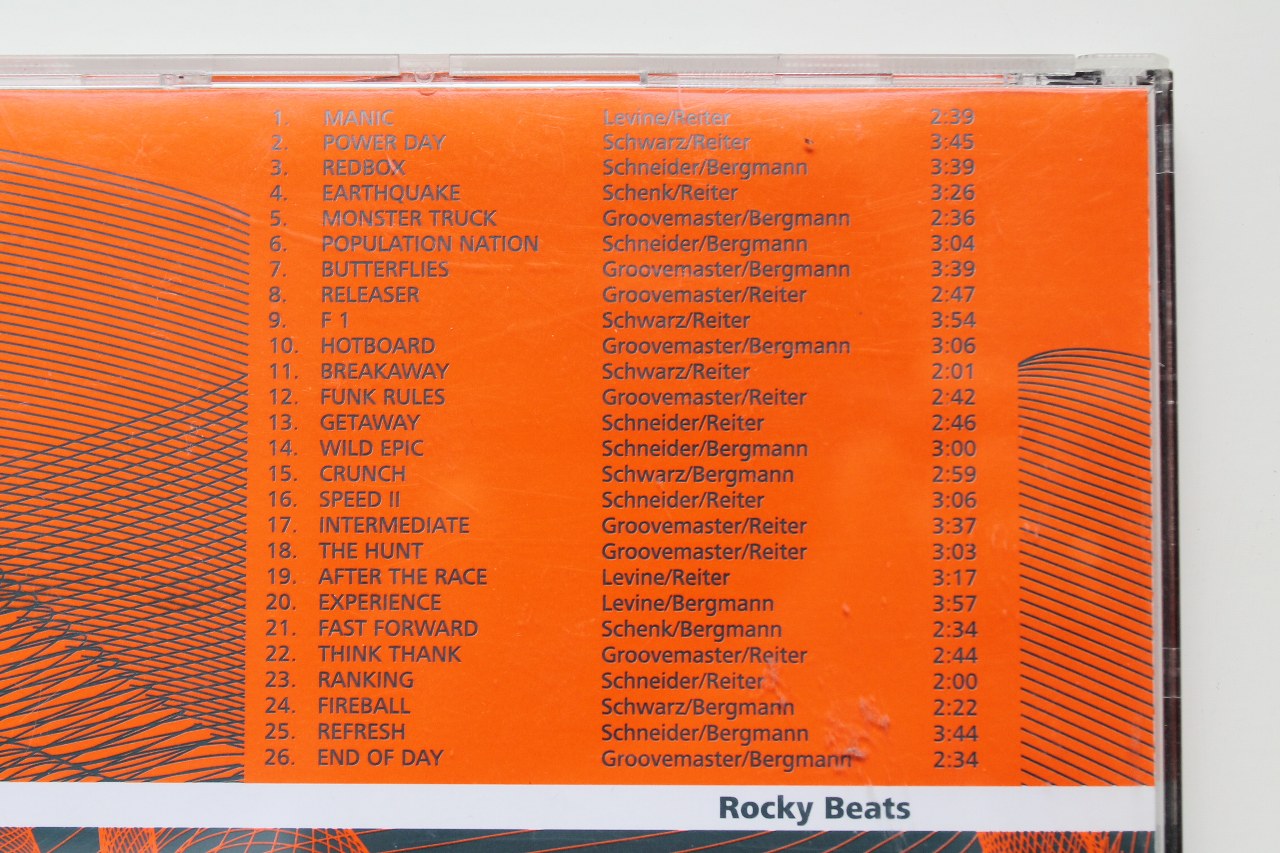 1. MANIC Levine/Reiter 2:39
2. POWER DAY Schwarz/Reiter 3:45
3. REDBOX Schneider/Bergmann 3:39
4. EARTHQUAKE Schenk/Reiter 3:26
5. MONSTER TRUCK Groovemaster/Bergmann 2:36
6. POPULATION NATION Schneider/Bergmann 3:04
7. BUTTERFLIES Groovemaster/Bergmann 3:39
8. RELEASER Groovemaster/Reiter 2:47
9. F 1 Schwarz/Reiter 3:54
10. HOTBOARD Groovemaster/Bergmann 3:06
11. BREAKAWAY Schwarz/Reiter 2:01
12. FUNK RULES Groovemaster/Reiter 2:42
13. GETAWAY Schneider/Reiter 2:46
14. WILD EPIC Schneider/Bergmann 3:00
15. CRUNCH Schwarz/Bergmann 2:59
16. SPEED II Schneider/Reiter 3:06
17. INTERMEDIATE Groovemaster/Reiter 3:37
18. THE HUNT Groovemaster/Reiter 3:03
19. AFTER THE RACE Levine/Reiter 3:17
20. EXPERIENCE Levine/Bergmann 3:57
21. FAST FORWARD Schenk/Bergmann 2:34
22. THINK THANK Groovemaster/Reiter 2:44
23. RANKING Schneider/Reiter 2:00
24. FIREBALL Schwarz/Bergmann 2:22
25. REFRESH Schneider/Bergmann 3:44
26. END OF DAY Groovemaster/Bergmann 2:34
Rocky Beats